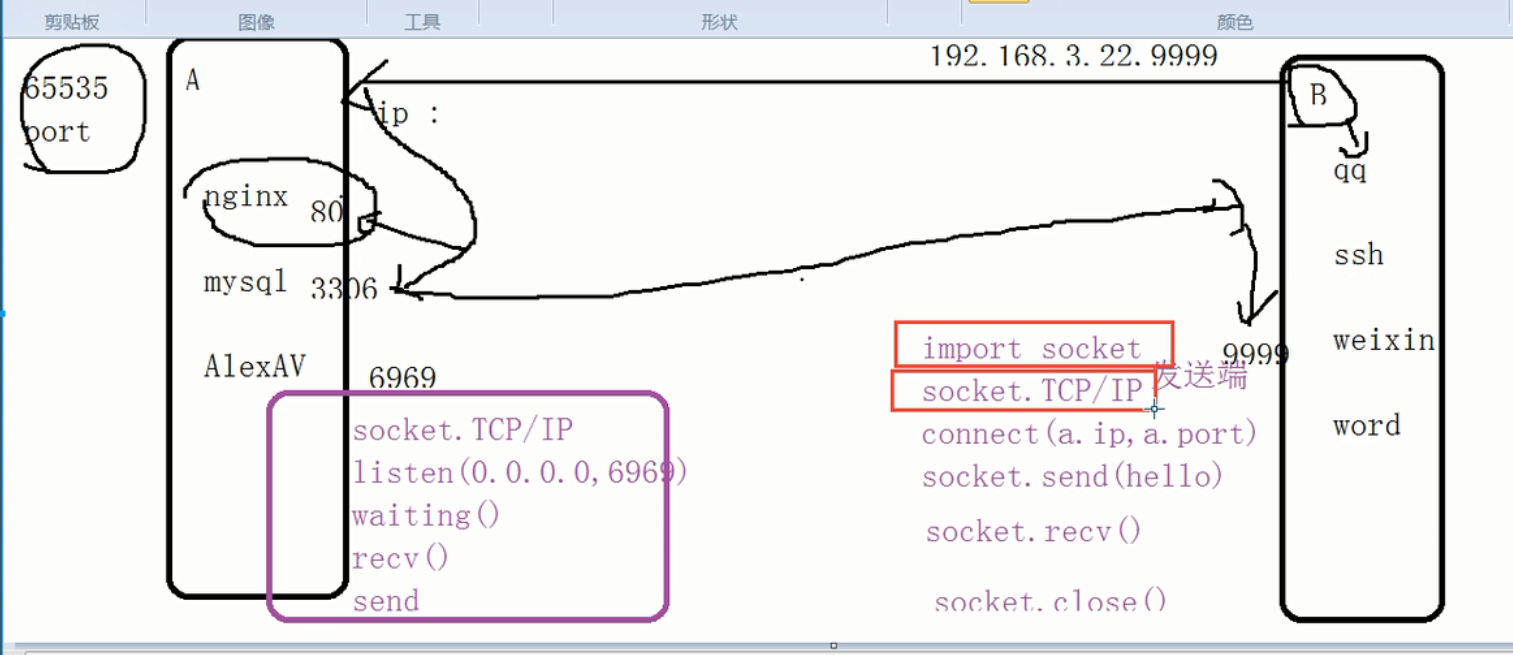 剪贴板
图像
工具
形状
颜色
192.168.3.22.9999
65535
port
A
ip :
B
nginx 80
mysql 3306
AlexAV
6969
qq
ssh
weixin
word
9999
socket.TCP/IP
listen(0.0.0.0,6969)
waiting()
recv()
send
import socket
发送端
socket.TCP/IP
connect(a.ip,a.port)
socket.send(hello)
socket.recv()
socket.close()